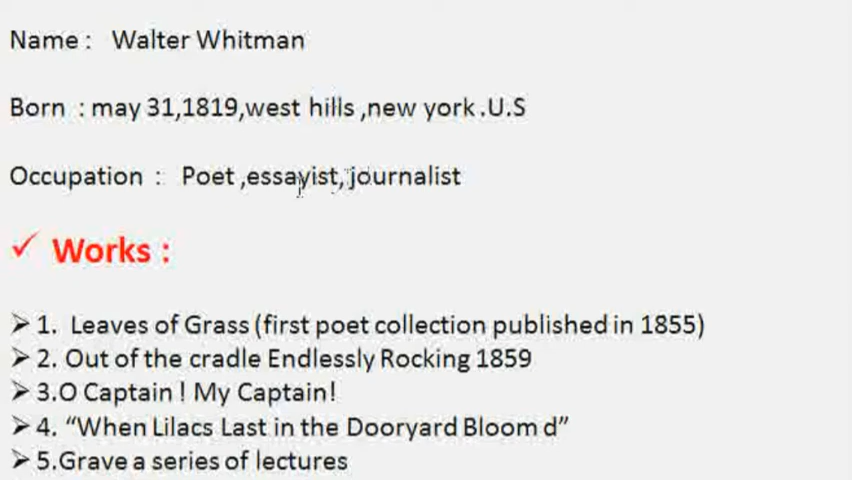 Name :   Walter Whitman
Born  : may 31,1819,west hills ,new york .U.S
Occupation  :   Poet ,essayist, journalist
✓ Works :
➢ 1.  Leaves of Grass (first poet collection published in 1855)
➢ 2. Out of the cradle Endlessly Rocking 1859
➢ 3.O Captain ! My Captain!
➢ 4. “When Lilacs Last in the Dooryard Bloom d”
➢ 5.Grave a series of lectures